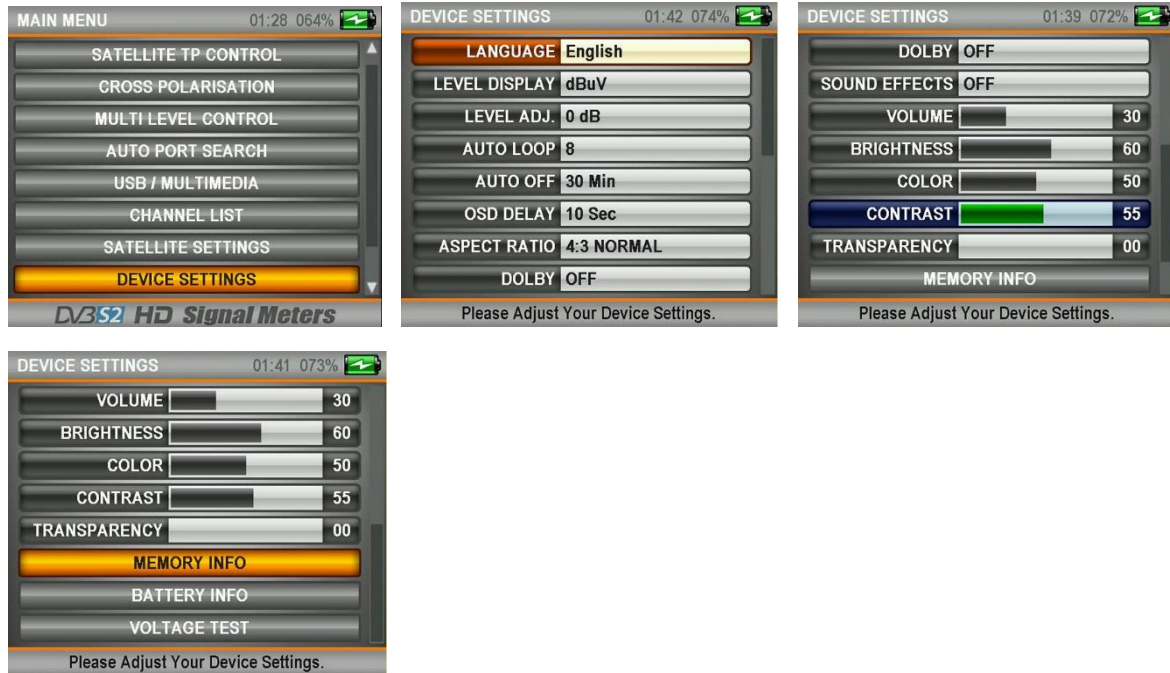 MAIN MENU 01:28 064%
SATELLITE TP CONTROL
CROSS POLARISATION
MULTI LEVEL CONTROL
AUTO PORT SEARCH
USB / MULTIMEDIA
CHANNEL LIST
SATELLITE SETTINGS
DEVICE SETTINGS
DVB S2 HD Signal Meters
DEVICE SETTINGS 01:42 074%
LANGUAGE English
LEVEL DISPLAY dBuV
LEVEL ADJ. 0 dB
AUTO LOOP 8
AUTO OFF 30 Min
OSD DELAY 10 Sec
ASPECT RATIO 4:3 NORMAL
DOLBY OFF
Please Adjust Your Device Settings.
DEVICE SETTINGS 01:39 072%
DOLBY OFF
SOUND EFFECTS OFF
VOLUME 30
BRIGHTNESS 60
COLOR 50
CONTRAST 55
TRANSPARENCY 00
MEMORY INFO
Please Adjust Your Device Settings.
DEVICE SETTINGS 01:41 073%
VOLUME 30
BRIGHTNESS 60
COLOR 50
CONTRAST 55
TRANSPARENCY 00
MEMORY INFO
BATTERY INFO
VOLTAGE TEST
Please Adjust Your Device Settings.